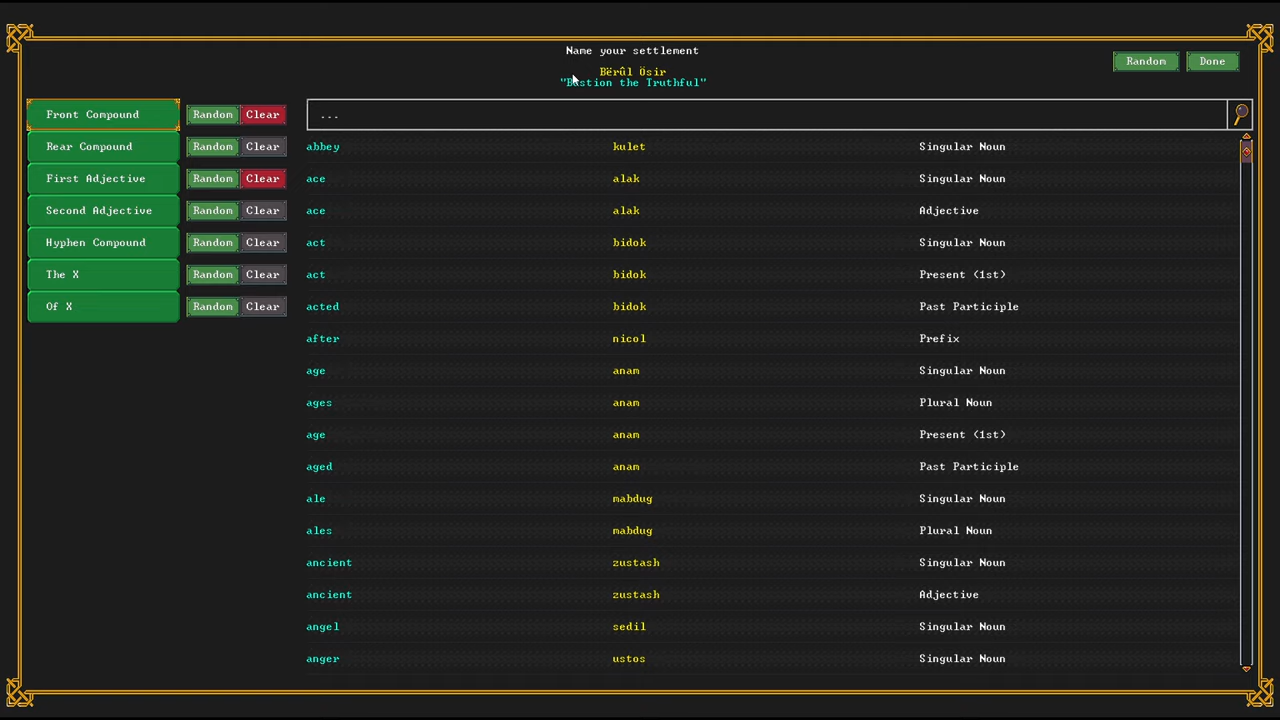 Name your settlement
Bërûl Ösir
"Bastion the Truthful"
Random Done
Front Compound Random Clear ...
Rear Compound Random Clear abbey kulet Singular Noun
First Adjective Random Clear ace alak Singular Noun
Second Adjective Random Clear ace alak Adjective
Hyphen Compound Random Clear act bidok Singular Noun
The X Random Clear act bidok Present (1st)
Of X Random Clear acted bidok Past Participle
after nicol Prefix
age anam Singular Noun
ages anam Plural Noun
age anam Present (1st)
aged anam Past Participle
ale mabdug Singular Noun
ales mabdug Plural Noun
ancient zustash Singular Noun
ancient zustash Adjective
angel sedil Singular Noun
anger ustos Singular Noun